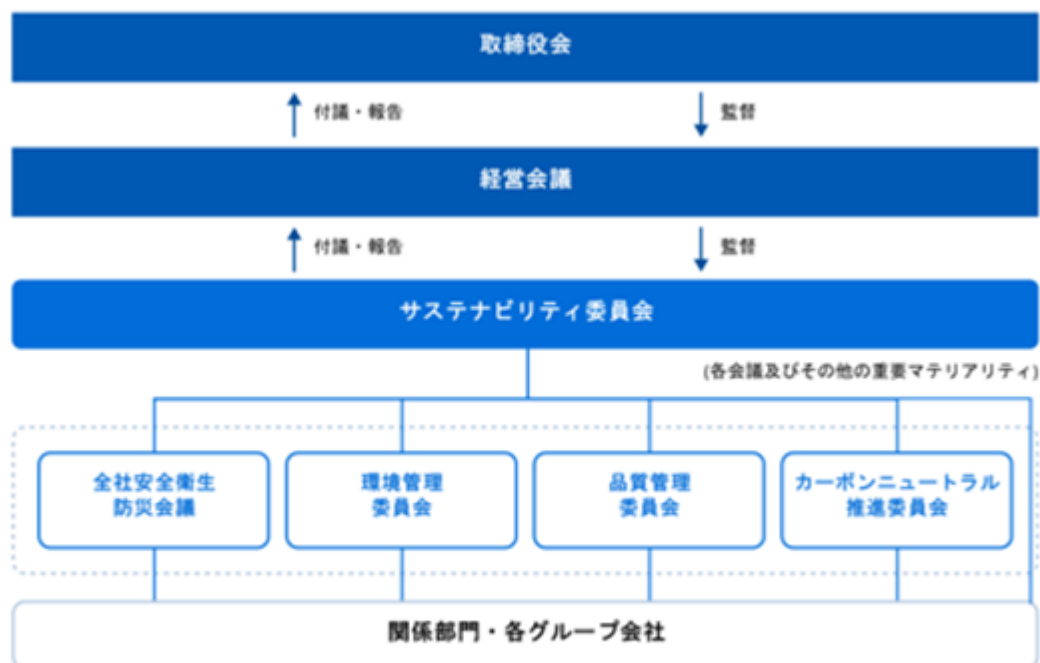 取締役会
付議・報告
監督
経営会議
付議・報告
監督
サステナビリティ委員会
(各会議及びその他の重要マテリアリティ)
全社安全衛生
防災会議
環境管理
委員会
品質管理
委員会
カーボンニュートラル
推進委員会
関係部門・各グループ会社